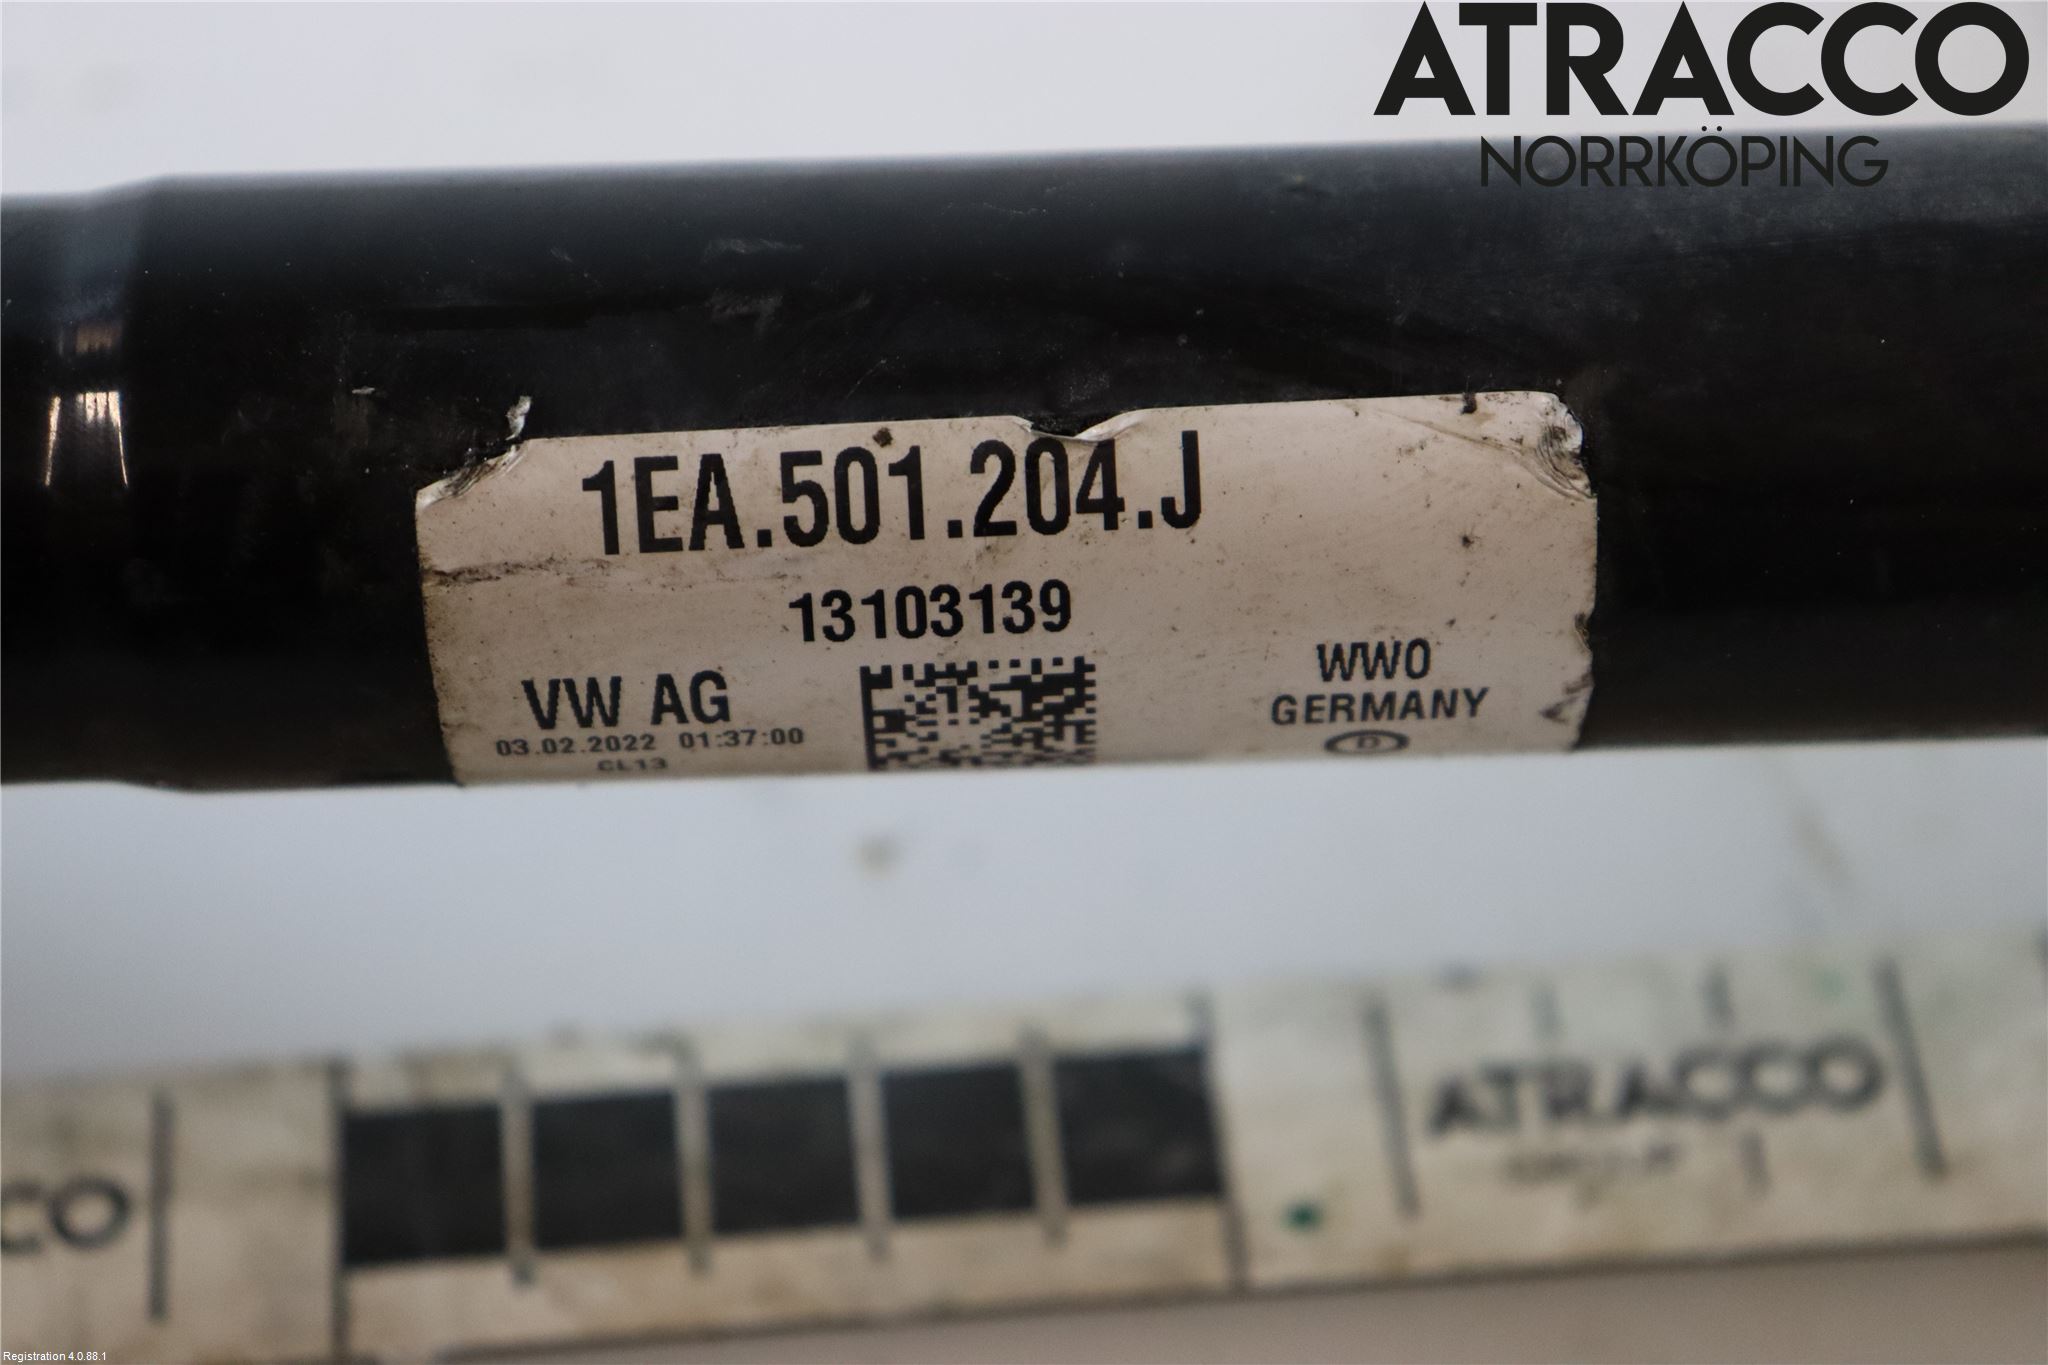 ATRACCO
NORRKÖPING
1EA.501.204.J
13103139
VW AG
03.02.2022 01:37:00
CL13
WW0
GERMANY
D
ATRACCO
CO
Registration 4.0.88.1